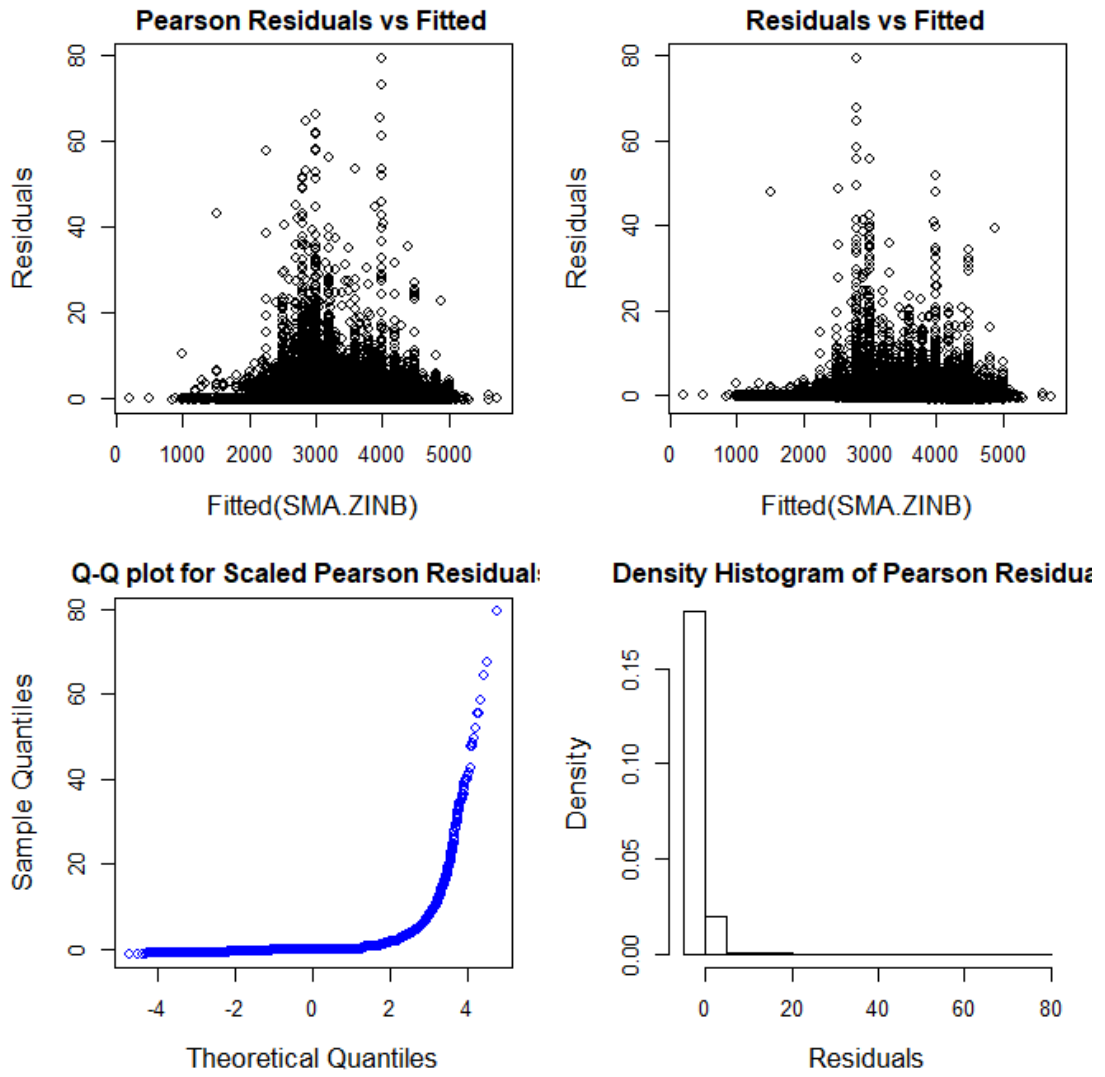 Pearson Residuals vs Fitted
Residuals
0 20 40 60 80
0 1000 2000 3000 4000 5000
Fitted(SMA.ZINB)
Residuals vs Fitted
Residuals
0 20 40 60 80
0 1000 2000 3000 4000 5000
Fitted(SMA.ZINB)
Q-Q plot for Scaled Pearson Residuals
Sample Quantiles
0 20 40 60 80
-4 -2 0 2 4
Theoretical Quantiles
Density Histogram of Pearson Residua
Density
0.00 0.05 0.10 0.15
0 20 40 60 80
Residuals